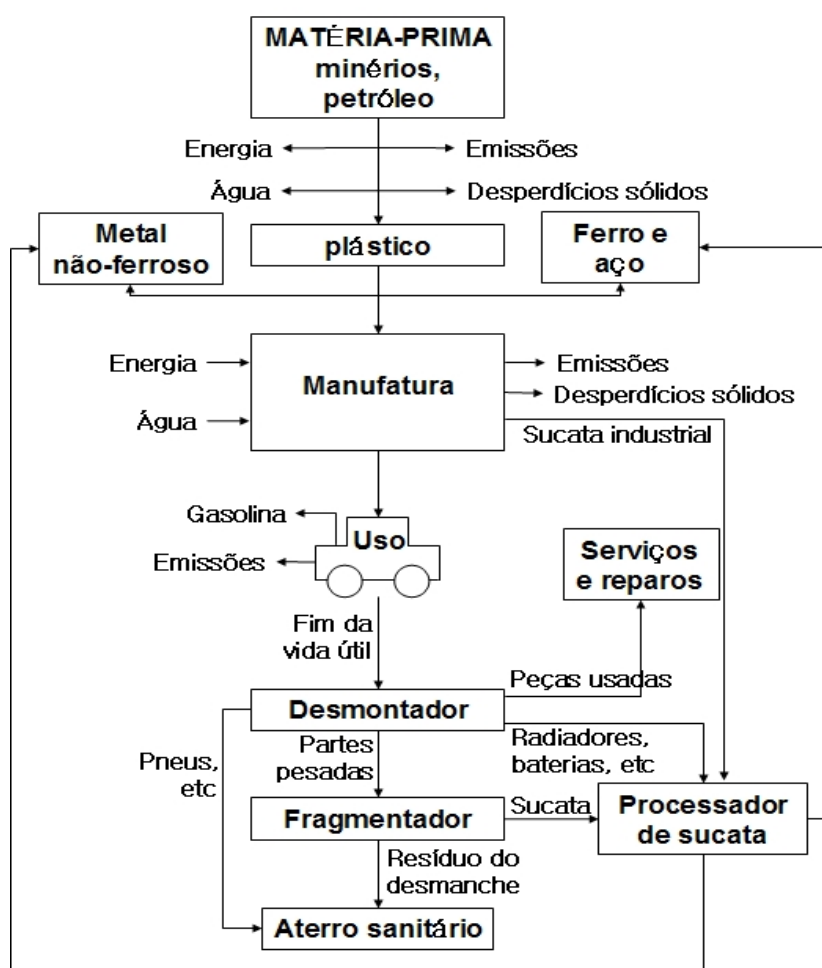 MATÉRIA-PRIMA
minérios,
petróleo
Energia
Emissões
Água
Desperdícios sólidos
Metal
não-ferroso
plástico
Ferro e
aço
Energia
Manufatura
Emissões
Desperdícios sólidos
Água
Sucata industrial
Gasolina
Uso
Emissões
Serviços
e reparos
Fim da
vida útil
Peças usadas
Desmontador
Pneus,
etc
Partes
pesadas
Radiadores,
baterias, etc
Fragmentador
Sucata
Processador
de sucata
Resíduo do
desmanche
Aterro sanitário